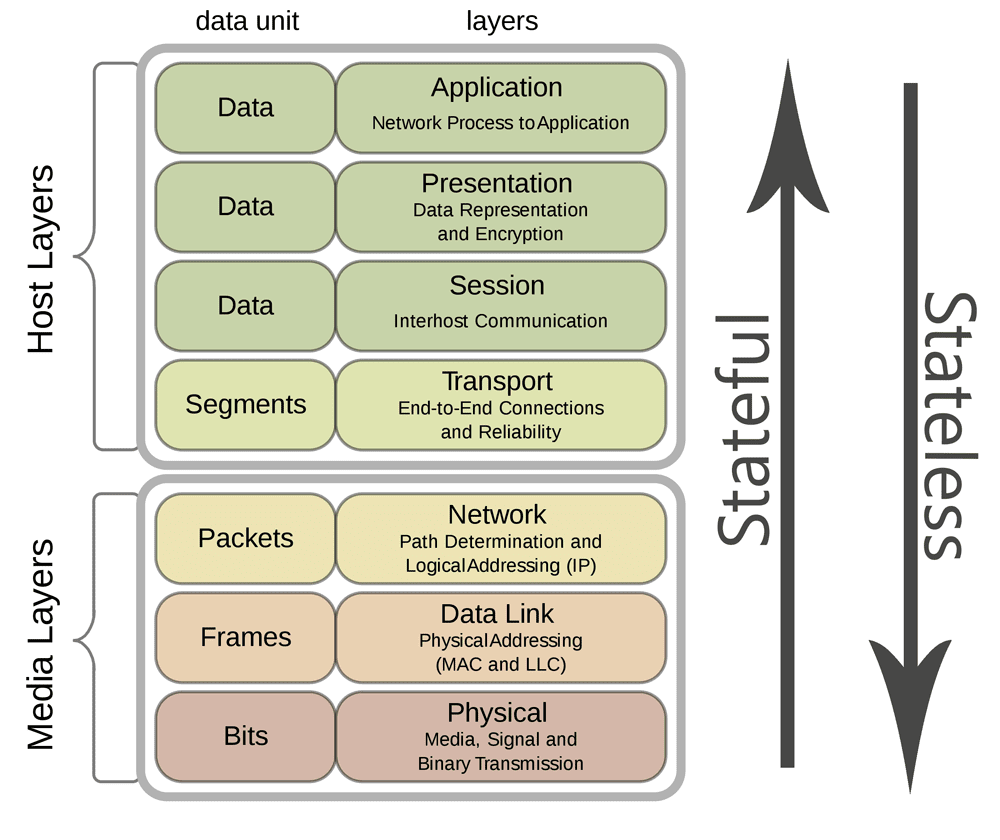 data unit
layers
Host Layers
Data
Application
Network Process to Application
Data
Presentation
Data Representation
and Encryption
Data
Session
Interhost Communication
Segments
Transport
End-to-End Connections
and Reliability
Media Layers
Packets
Network
Path Determination and
Logical Addressing (IP)
Frames
Data Link
Physical Addressing
(MAC and LLC)
Bits
Physical
Media, Signal and
Binary Transmission
Stateful
Stateless